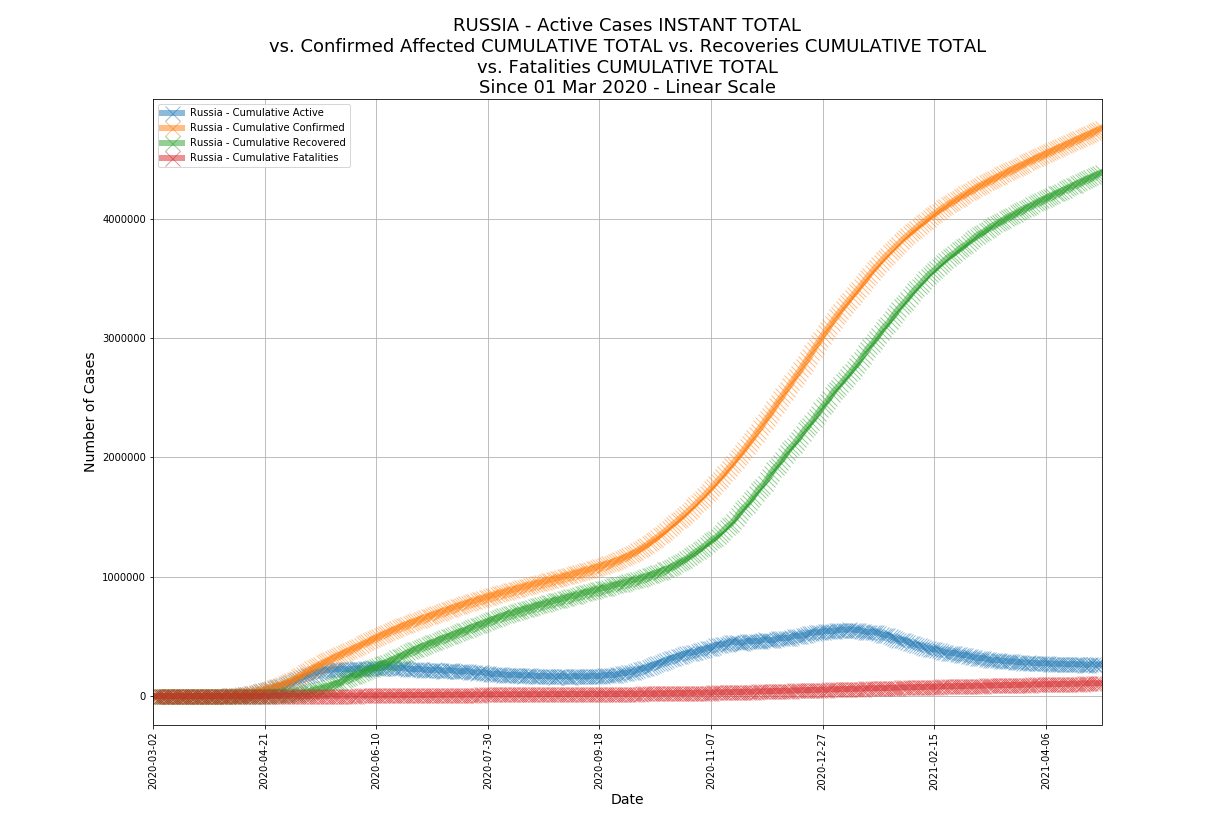 RUSSIA - Active Cases INSTANT TOTAL
vs. Confirmed Affected CUMULATIVE TOTAL vs. Recoveries CUMULATIVE TOTAL
vs. Fatalities CUMULATIVE TOTAL
Since 01 Mar 2020 - Linear Scale
Russia - Cumulative Active
Russia - Cumulative Confirmed
Russia - Cumulative Recovered
Russia - Cumulative Fatalities
Number of Cases
4000000
3000000
2000000
1000000
0
2020-03-02
2020-04-21
2020-06-10
2020-07-30
2020-09-18
2020-11-07
2020-12-27
2021-02-15
2021-04-06
Date